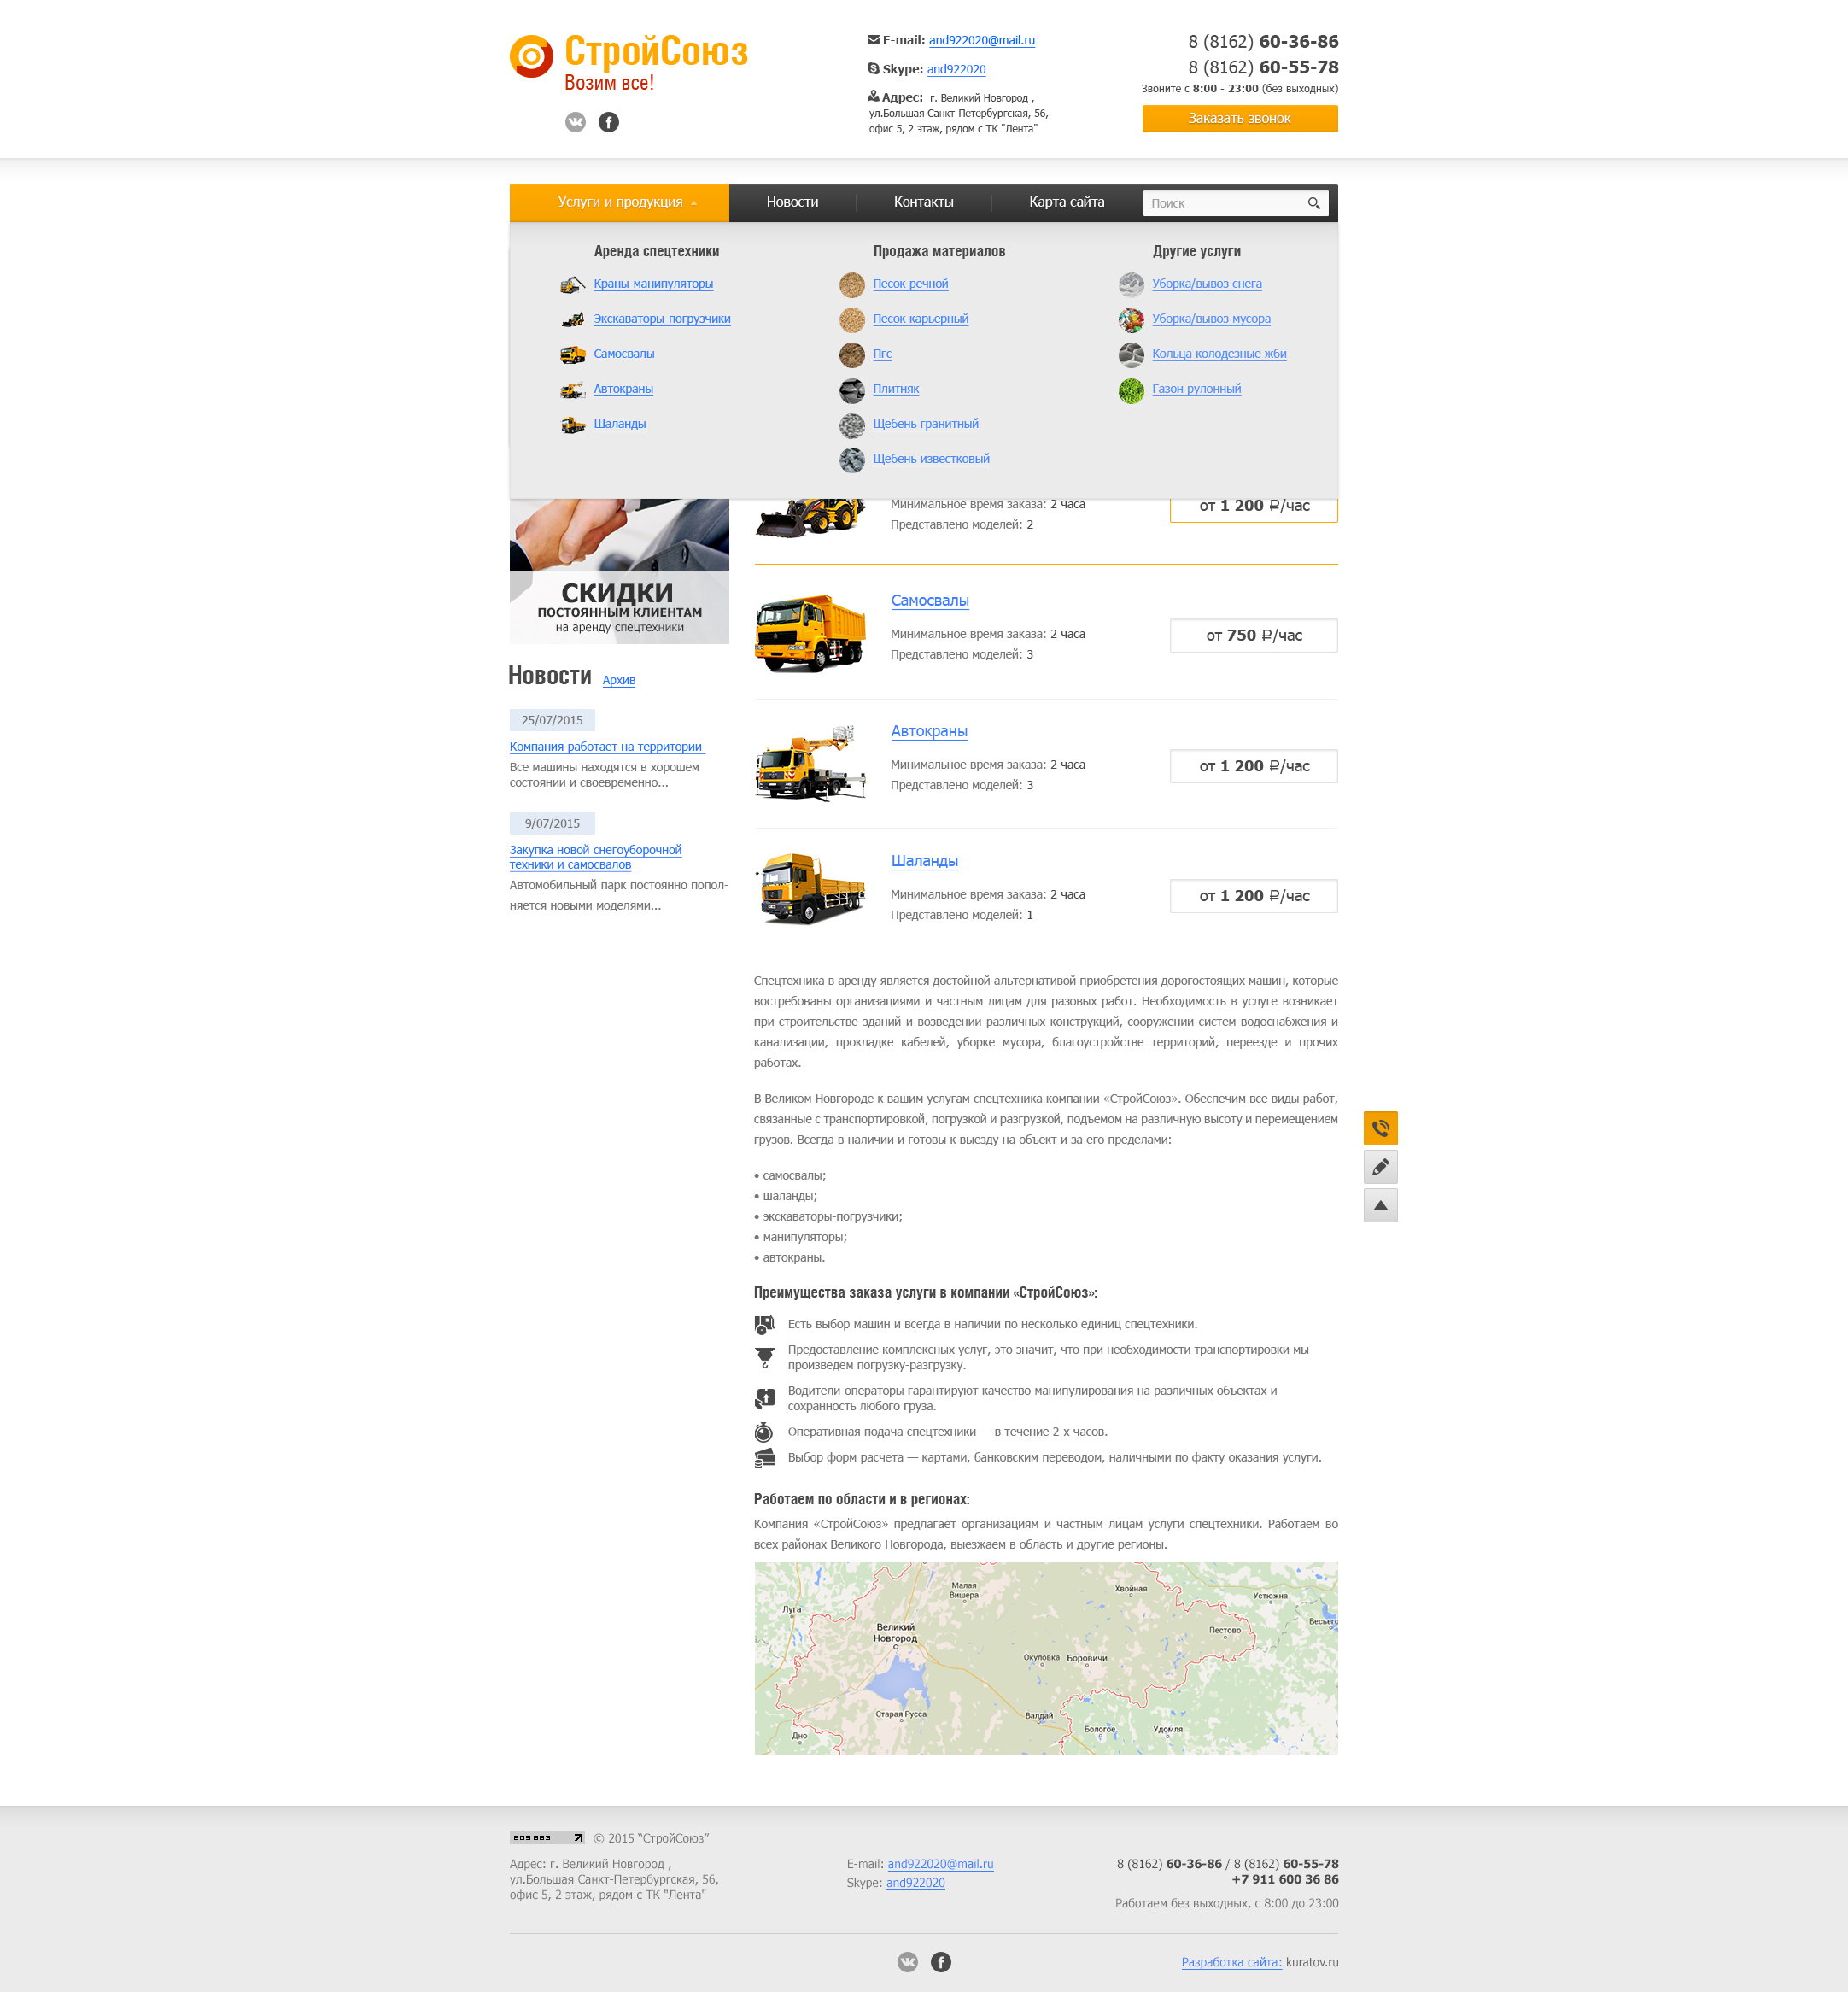 СтройСоюз
Возим все!
E-mail: and922020@mail.ru
Skype: and922020
Адрес: г. Великий Новгород ,
ул.Большая Санкт-Петербургская, 56,
офис 5, 2 этаж, рядом с ТК "Лента"
8 (8162) 60-36-86
8 (8162) 60-55-78
Звоните с 8:00 - 23:00 (без выходных)
Заказать звонок
Услуги и продукция
Новости
Контакты
Карта сайта
Поиск
Аренда спецтехники
Краны-манипуляторы
Экскаваторы-погрузчики
Самосвалы
Автокраны
Шаланды
Продажа материалов
Песок речной
Песок карьерный
Пгс
Плитняк
Щебень гранитный
Щебень известковый
Другие услуги
Уборка/вывоз снега
Уборка/вывоз мусора
Кольца колодезные жби
Газон рулонный
СКИДКИ
ПОСТОЯННЫМ КЛИЕНТАМ
на аренду спецтехники
Новости Архив
25/07/2015
Компания работает на территории
Все машины находятся в хорошем
состоянии и своевременно...
9/07/2015
Закупка новой снегоуборочной
техники и самосвалов
Автомобильный парк постоянно попол-
няется новыми моделями...
Минимальное время заказа: 2 часа
Представлено моделей: 2
от 1 200 ₽/час
Самосвалы
Минимальное время заказа: 2 часа
Представлено моделей: 3
от 750 ₽/час
Автокраны
Минимальное время заказа: 2 часа
Представлено моделей: 3
от 1 200 ₽/час
Шаланды
Минимальное время заказа: 2 часа
Представлено моделей: 1
от 1 200 ₽/час
Спецтехника в аренду является достойной альтернативой приобретения дорогостоящих машин, которые
востребованы организациями и частным лицам для разовых работ. Необходимость в услуге возникает
при строительстве зданий и возведении различных конструкций, сооружении систем водоснабжения и
канализации, прокладке кабелей, уборке мусора, благоустройстве территорий, переезде и прочих
работах.
В Великом Новгороде к вашим услугам спецтехника компании «СтройСоюз». Обеспечим все виды работ,
связанные с транспортировкой, погрузкой и разгрузкой, подъемом на различную высоту и перемещением
грузов. Всегда в наличии и готовы к выезду на объект и за его пределами:
• самосвалы;
• шаланды;
• экскаваторы-погрузчики;
• манипуляторы;
• автокраны.
Преимущества заказа услуги в компании «СтройСоюз»:
Есть выбор машин и всегда в наличии по несколько единиц спецтехники.
Предоставление комплексных услуг, это значит, что при необходимости транспортировки мы
произведем погрузку-разгрузку.
Водители-операторы гарантируют качество манипулирования на различных объектах и
сохранность любого груза.
Оперативная подача спецтехники — в течение 2-х часов.
Выбор форм расчета — картами, банковским переводом, наличными по факту оказания услуги.
Работаем по области и в регионах:
Компания «СтройСоюз» предлагает организациям и частным лицам услуги спецтехники. Работаем во
всех районах Великого Новгорода, выезжаем в область и другие регионы.
Малая
Вишера
Хвойная
Устюжна
Луга
Весьего
Великий
Новгород
Пестово
Окуловка
Боровичи
Старая Русса
Валдай
Бологое
Удомля
Дно
209 683
© 2015 “СтройСоюз”
Адрес: г. Великий Новгород ,
ул.Большая Санкт-Петербургская, 56,
офис 5, 2 этаж, рядом с ТК "Лента"
E-mail: and922020@mail.ru
Skype: and922020
8 (8162) 60-36-86 / 8 (8162) 60-55-78
+7 911 600 36 86
Работаем без выходных, с 8:00 до 23:00
Разработка сайта: kuratov.ru